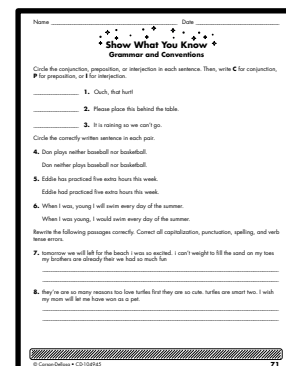 Name Date
Show What You Know
Grammar and Conventions
Circle the conjunction, preposition, or interjection in each sentence. Then, write C for conjunction,
P for preposition, or I for interjection.
1. Ouch, that hurt!
2. Please place this behind the table.
3. It is raining so we can't go.
Circle the correctly written sentence in each pair.
4. Don plays neither baseball nor basketball.
Don neither plays baseball nor basketball.
5. Eddie has practiced five extra hours this week.
Eddie had practiced five extra hours this week.
6. When I was, young I will swim every day of the summer.
When I was young, I would swim every day of the summer.
Rewrite the following passages correctly. Correct all capitalization, punctuation, spelling, and verb
tense errors.
7. tomorrow we will left for the beach i was so excited. i can't weight to fill the sand on my toes
my brothers are already their we had so much fun
8. they're are so many reasons too love turtles first they are so cute. turtles are smart two. I wish
my mom will let me have won as a pet.
© Carson-Dellosa • CD-104945 71